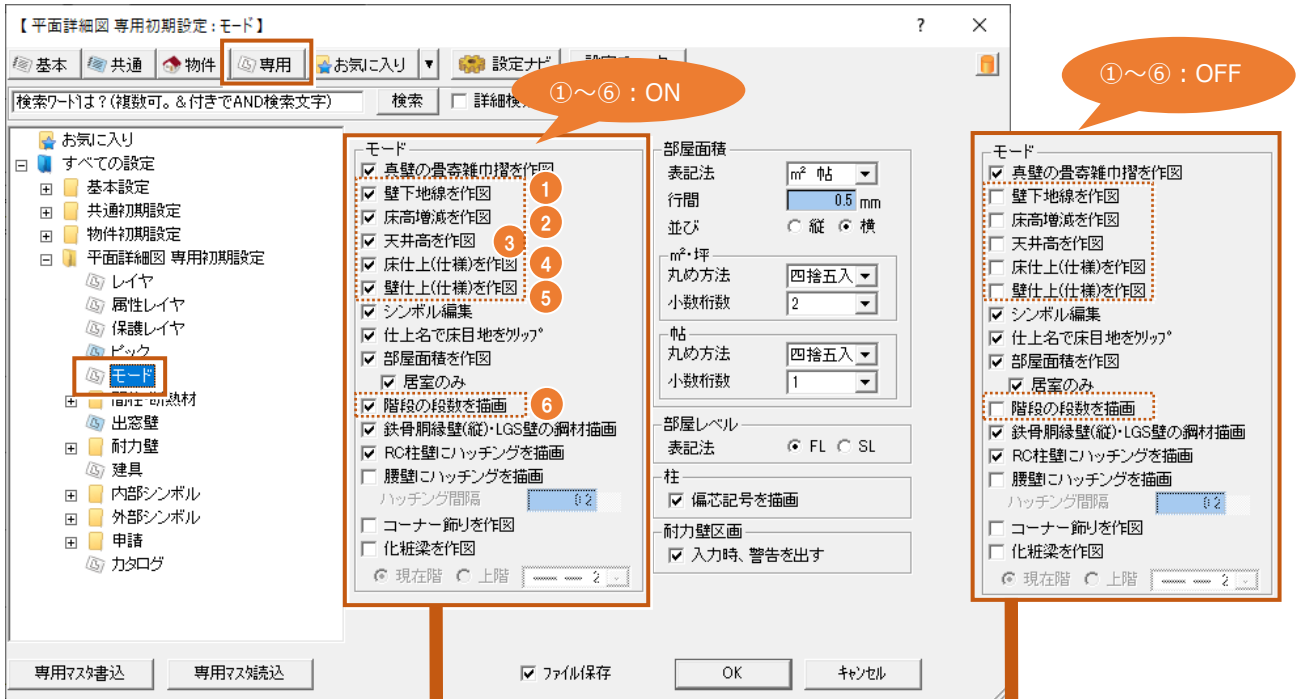 【 平面詳細図 専用初期設定 : モード 】
?
×
基本
共通
物件
専用
お気に入り
▼
設定ナビ
検索ワードは？（複数可。＆付きでAND検索文字）
検索
①～⑥：ON
①～⑥：OFF
お気に入り
すべての設定
基本設定
共通初期設定
物件初期設定
平面詳細図 専用初期設定
レイヤ
属性レイヤ
保護レイヤ
ピック
モード
出窓壁
耐力壁
建具
内部シンボル
外部シンボル
申請
カタログ
モード
真壁の畳寄雑巾摺を作図
壁下地線を作図
1
床高増減を作図
2
天井高を作図
3
床仕上(仕様)を作図
4
壁仕上(仕様)を作図
5
シンボル編集
仕上名で床目地をクリップ
部屋面積を作図
居室のみ
階段の段数を描画
6
鉄骨胴縁壁(縦)・LGS壁の鋼材描画
RC柱壁にハッチングを描画
腰壁にハッチングを描画
ハッチング間隔 0.2
コーナー飾りを作図
化粧梁を作図
現在階 上階 2
部屋面積
表記法 m² 帖
行間 0.5 mm
並び 縦 横
m²・坪
丸め方法 四捨五入
小数桁数 2
帖
丸め方法 四捨五入
小数桁数 1
部屋レベル
表記法 FL SL
柱
偏芯記号を描画
耐力壁区画
入力時、警告を出す
モード
真壁の畳寄雑巾摺を作図
壁下地線を作図
床高増減を作図
天井高を作図
床仕上(仕様)を作図
壁仕上(仕様)を作図
シンボル編集
仕上名で床目地をクリップ
部屋面積を作図
居室のみ
階段の段数を描画
鉄骨胴縁壁(縦)・LGS壁の鋼材描画
RC柱壁にハッチングを描画
腰壁にハッチングを描画
ハッチング間隔 0.2
コーナー飾りを作図
化粧梁を作図
現在階 上階 2
専用マスタ書込
専用マスタ読込
ファイル保存
OK
キャンセル